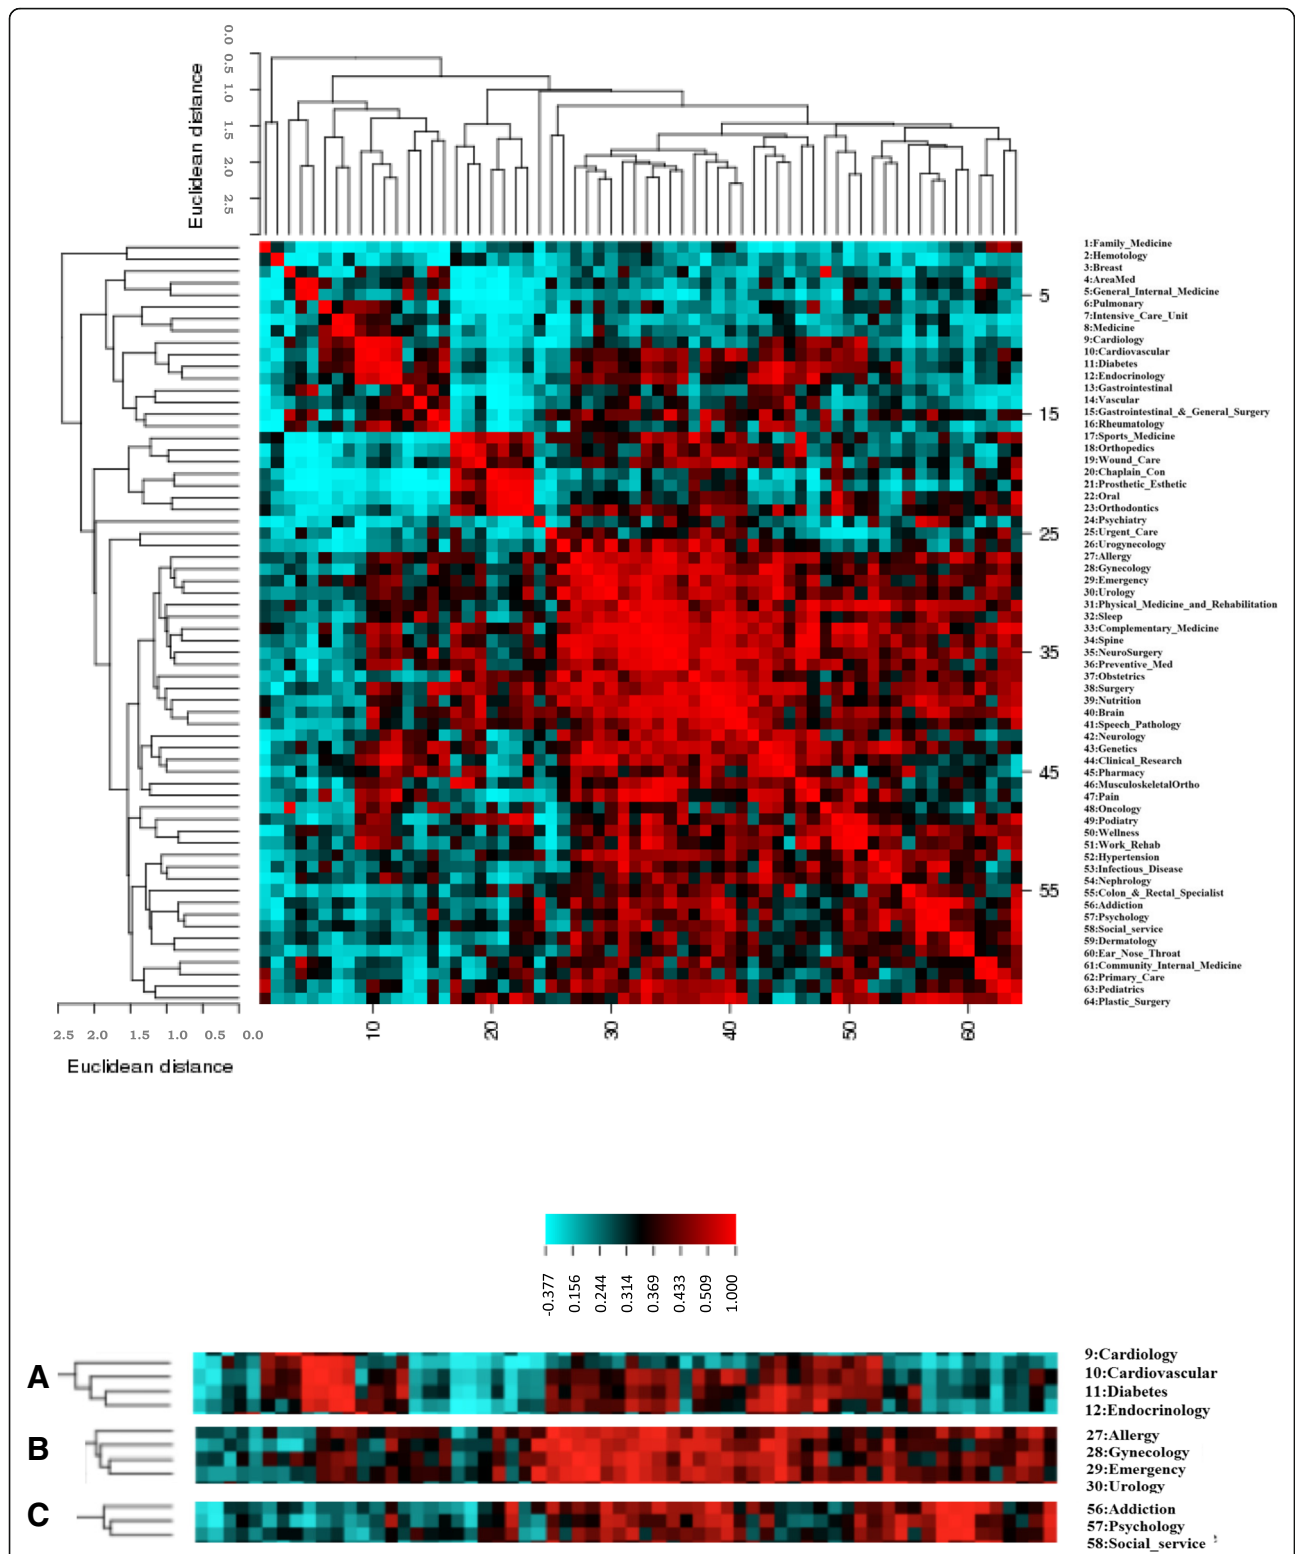 0.0
0.5
1.0
1.5
2.0
2.5
Euclidean distance
1:Family_Medicine
2:Hemotology
3:Breast
4:AreaMed
5:General_Internal_Medicine
6:Pulmonary
7:Intensive_Care_Unit
8:Medicine
9:Cardiology
10:Cardiovascular
11:Diabetes
12:Endocrinology
13:Gastrointestinal
14:Vascular
15:Gastrointestinal_&_General_Surgery
16:Rheumatology
17:Sports_Medicine
18:Orthopedics
19:Wound_Care
20:Chaplain_Con
21:Prosthetic_Esthetic
22:Oral
23:Orthodontics
24:Psychiatry
25:Urgent_Care
26:Urogynecology
27:Allergy
28:Gynecology
29:Emergency
30:Urology
31:Physical_Medicine_and_Rehabilitation
32:Sleep
33:Complementary_Medicine
34:Spine
35:NeuroSurgery
36:Preventive_Med
37:Obstetrics
38:Surgery
39:Nutrition
40:Brain
41:Speech_Pathology
42:Neurology
43:Genetics
44:Clinical_Research
45:Pharmacy
46:MusculoskeletalOrtho
47:Pain
48:Oncology
49:Podiatry
50:Wellness
51:Work_Rehab
52:Hypertension
53:Infectious_Disease
54:Nephrology
55:Colon_&_Rectal_Specialist
56:Addiction
57:Psychology
58:Social_service
59:Dermatology
60:Ear_Nose_Throat
61:Community_Internal_Medicine
62:Primary_Care
63:Pediatrics
64:Plastic_Surgery
5
15
25
35
45
55
10
20
30
40
50
60
2.5 2.0 1.5 1.0 0.5 0.0
Euclidean distance
-0.377
0.156
0.244
0.314
0.369
0.433
0.509
1.000
A
9:Cardiology
10:Cardiovascular
11:Diabetes
12:Endocrinology
B
27:Allergy
28:Gynecology
29:Emergency
30:Urology
C
56:Addiction
57:Psychology
58:Social_service